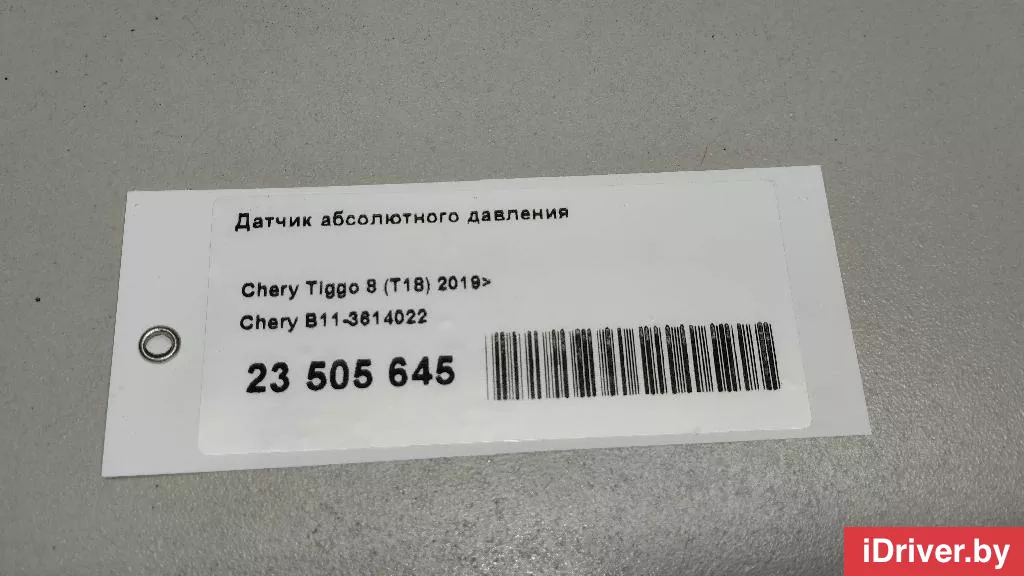 Датчик абсолютного давления
Chery Tiggo 8 (T18) 2019>
Chery B11-3614022
23 505 645
iDriver.by